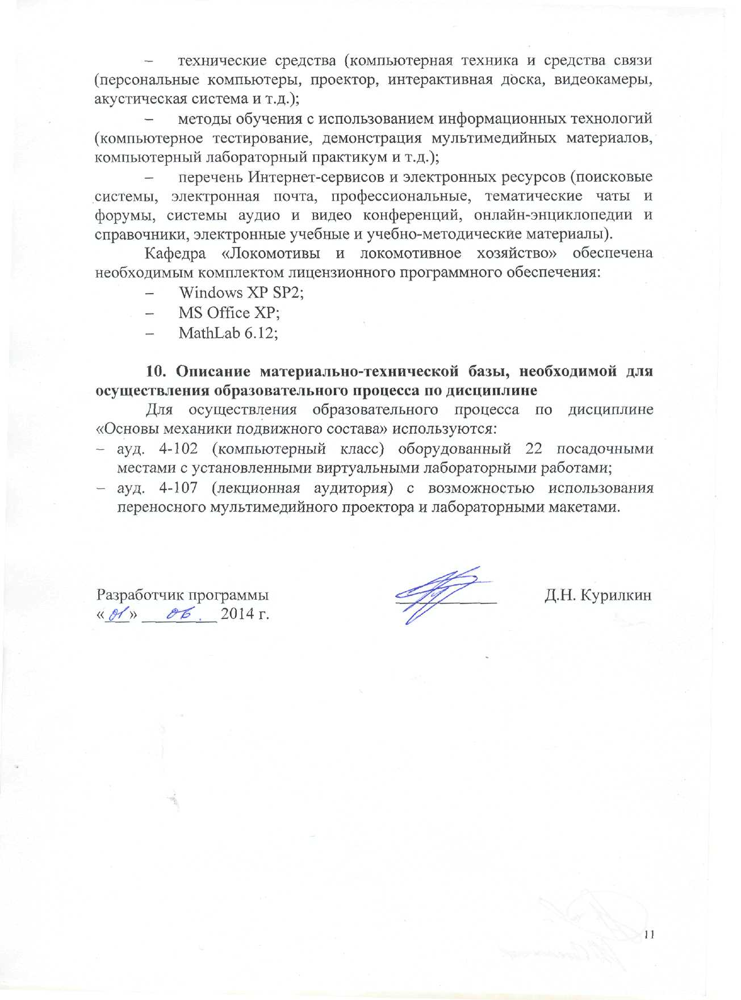 – технические средства (компьютерная техника и средства связи
(персональные компьютеры, проектор, интерактивная доска, видеокамеры,
акустическая система и т.д.);
– методы обучения с использованием информационных технологий
(компьютерное тестирование, демонстрация мультимедийных материалов,
компьютерный лабораторный практикум и т.д.);
– перечень Интернет-сервисов и электронных ресурсов (поисковые
системы, электронная почта, профессиональные, тематические чаты и
форумы, системы аудио и видео конференций, онлайн-энциклопедии и
справочники, электронные учебные и учебно-методические материалы).
Кафедра «Локомотивы и локомотивное хозяйство» обеспечена
необходимым комплектом лицензионного программного обеспечения:
– Windows XP SP2;
– MS Office XP;
– MathLab 6.12;
10. Описание материально-технической базы, необходимой для
осуществления образовательного процесса по дисциплине
Для осуществления образовательного процесса по дисциплине
«Основы механики подвижного состава» используются:
– ауд. 4-102 (компьютерный класс) оборудованный 22 посадочными
местами с установленными виртуальными лабораторными работами;
– ауд. 4-107 (лекционная аудитория) с возможностью использования
переносного мультимедийного проектора и лабораторными макетами.
Разработчик программы Д.Н. Курилкин
«01» 06. 2014 г.
11